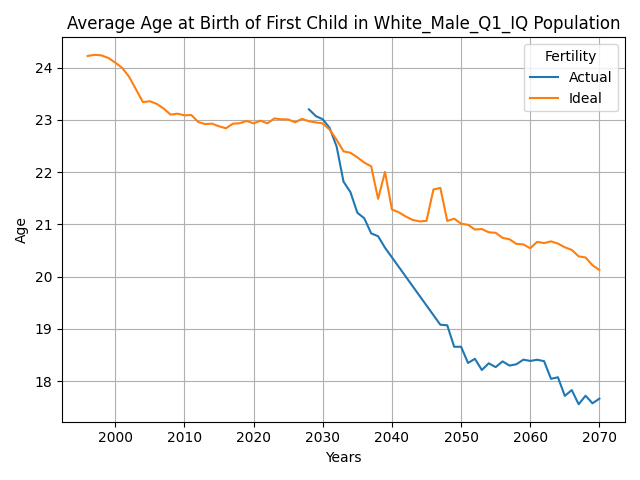 Average Age at Birth of First Child in White_Male_Q1_IQ Population
Fertility
Actual
Ideal
Age
24
23
22
21
20
19
18
2000
2010
2020
2030
2040
2050
2060
2070
Years